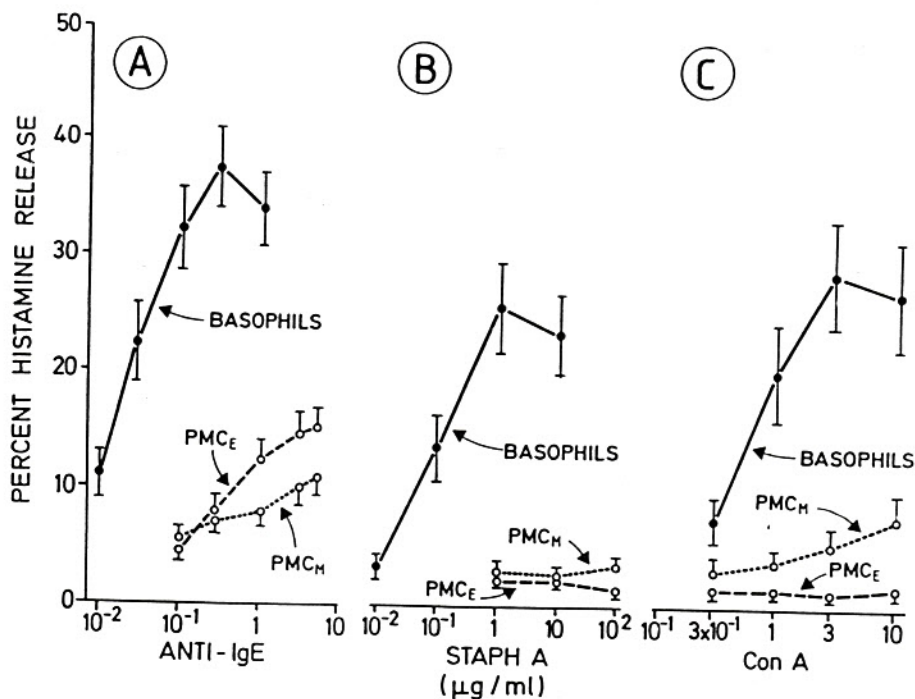 PERCENT HISTAMINE RELEASE
50
40
30
20
10
0
A
BASOPHILS
PMCE
PMCM
10⁻² 10⁻¹ 1 10
ANTI-IgE
B
BASOPHILS
PMCM
PMCE
10⁻² 10⁻¹ 1 10 10²
STAPH A
(μg/ml)
C
BASOPHILS
PMCM
PMCE
10⁻¹ 3x10⁻¹ 1 3 10
Con A